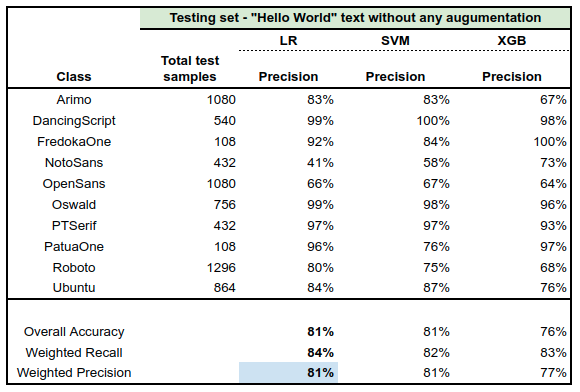 Testing set - "Hello World" text without any augumentation
LR SVM XGB
Class Total test samples Precision Precision Precision
Arimo 1080 83% 83% 67%
DancingScript 540 99% 100% 98%
FredokaOne 108 92% 84% 100%
NotoSans 432 41% 58% 73%
OpenSans 1080 66% 67% 64%
Oswald 756 99% 98% 96%
PTSerif 432 97% 97% 93%
PatuaOne 108 96% 76% 97%
Roboto 1296 80% 75% 68%
Ubuntu 864 84% 87% 76%
Overall Accuracy 81% 81% 76%
Weighted Recall 84% 82% 83%
Weighted Precision 81% 81% 77%